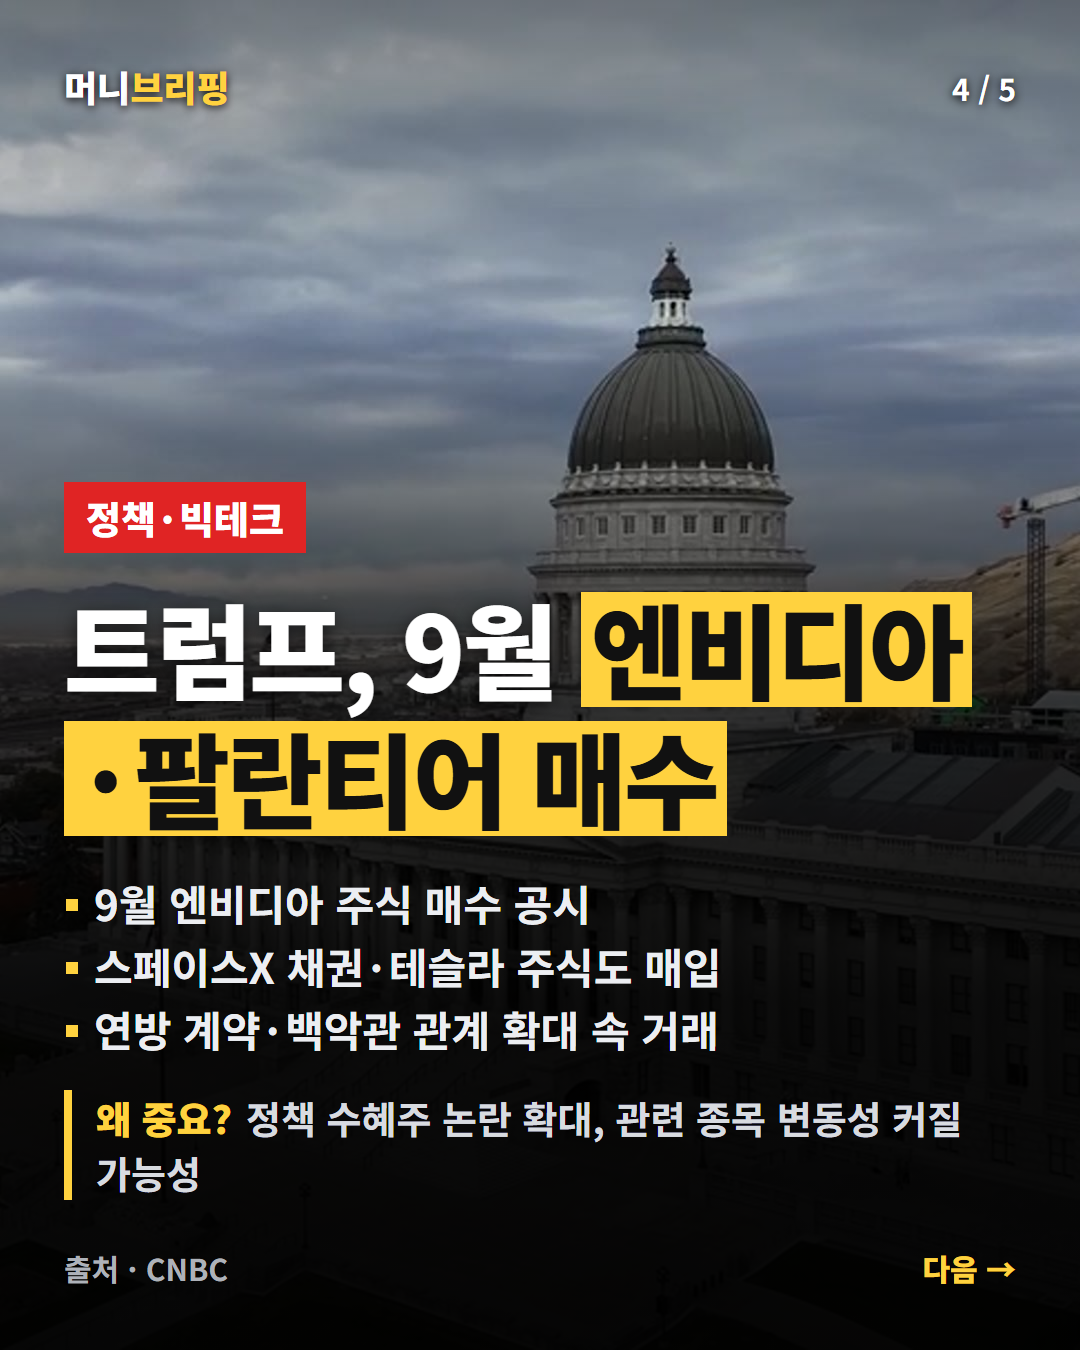 머니브리핑
4 / 5
정책·빅테크
트럼프, 9월 엔비디아
·팔란티어 매수
9월 엔비디아 주식 매수 공시
스페이스X 채권·테슬라 주식도 매입
연방 계약·백악관 관계 확대 속 거래
왜 중요? 정책 수혜주 논란 확대, 관련 종목 변동성 커질
가능성
출처 · CNBC
다음 →